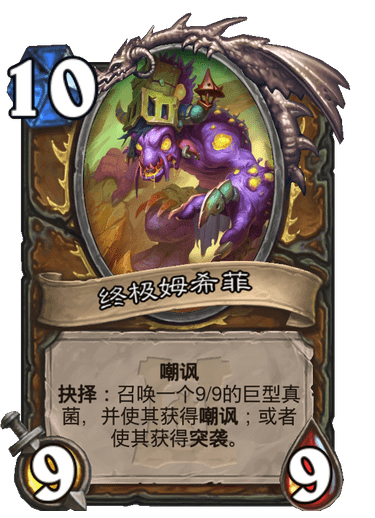 10
终极姆希菲
嘲讽
抉择：召唤一个9/9的巨型真
菌，并使其获得嘲讽；或者
使其获得突袭。
9
9